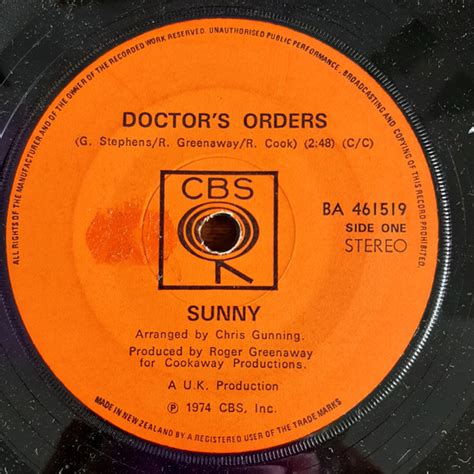 ALL RIGHTS OF THE MANUFACTURER AND OF THE OWNER OF THE RECORDED WORK RESERVED. UNAUTHORISED PUBLIC PERFORMANCE, BROADCASTING AND COPYING OF THIS RECORD PROHIBITED.
DOCTOR'S ORDERS
(G. Stephens/R. Greenaway/R. Cook) (2:48) (C/C)
CBS
BA 461519
SIDE ONE
STEREO
SUNNY
Arranged by Chris Gunning.
Produced by Roger Greenaway
for Cookaway Productions.
A U.K. Production
℗ 1974 CBS, Inc.
MADE IN NEW ZEALAND BY A REGISTERED USER OF THE TRADE MARKS